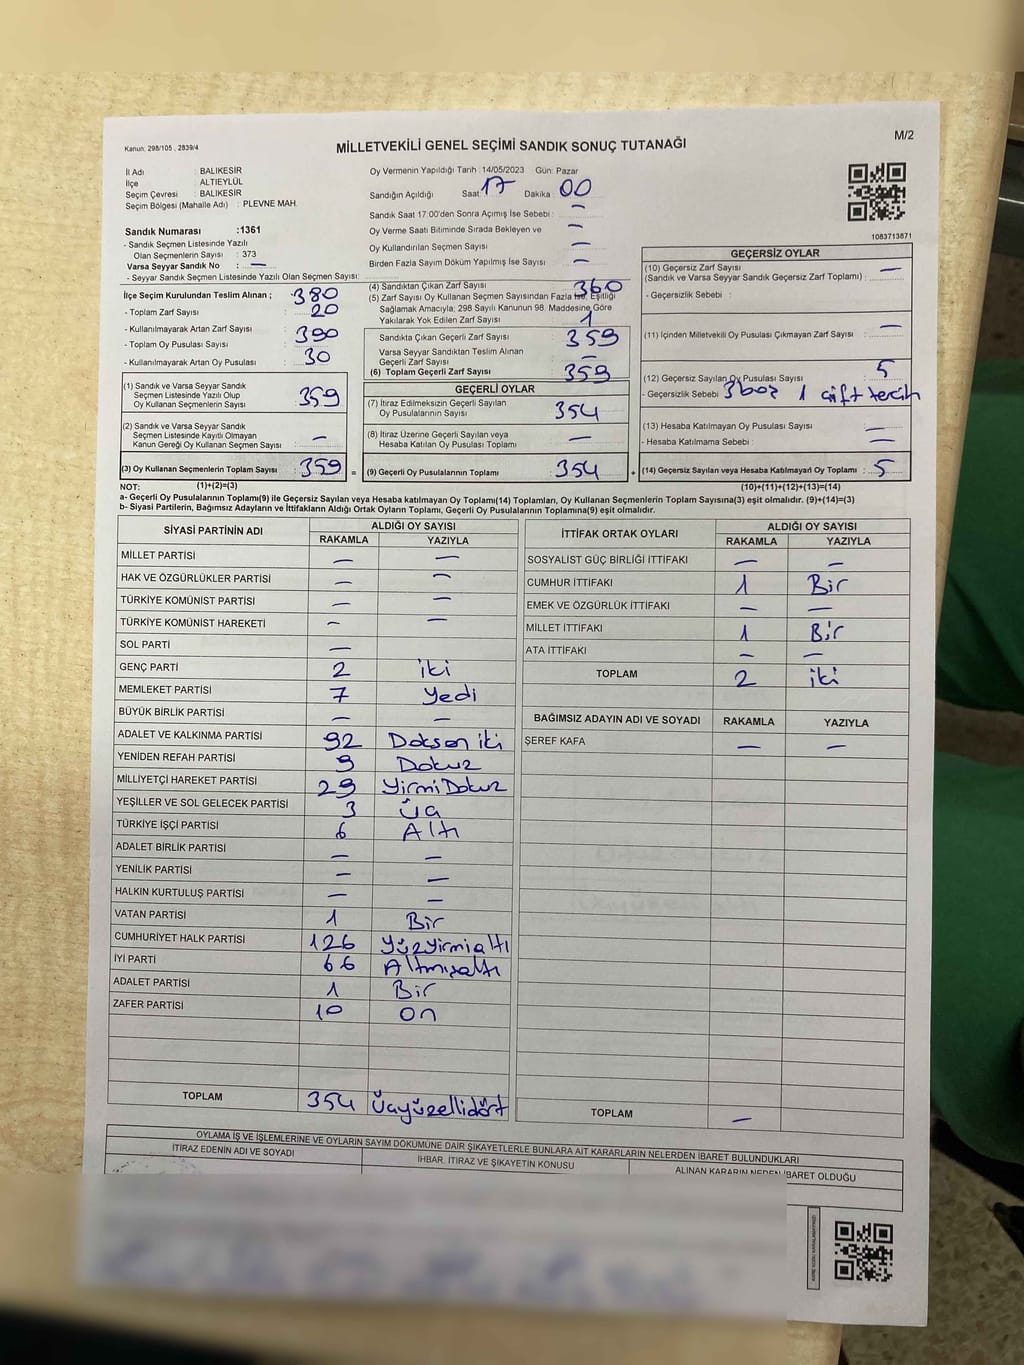 Kanun: 298/105 , 2839/4
MİLLETVEKİLİ GENEL SEÇİMİ SANDIK SONUÇ TUTANAĞI
M/2
İl Adı : BALIKESİR
İlçe : ALTIEYLÜL
Seçim Çevresi : BALIKESİR
Seçim Bölgesi (Mahalle Adı) : PLEVNE MAH.
Oy Vermenin Yapıldığı Tarih : 14/05/2023 Gün: Pazar
Sandığın Açıldığı Saat: 17 Dakika : 00
Sandık Saat 17:00'den Sonra Açımış İse Sebebi : —
Oy Verme Saati Bitiminde Sırada Bekleyen ve
Oy Kullandırılan Seçmen Sayısı : —
Birden Fazla Sayım Döküm Yapılmış İse Sayısı : —
1083713871
Sandık Numarası :1361
- Sandık Seçmen Listesinde Yazılı
Olan Seçmenlerin Sayısı : 373
Varsa Seyyar Sandık No : —
- Seyyar Sandık Seçmen Listesinde Yazılı Olan Seçmen Sayısı:
İlçe Seçim Kurulundan Teslim Alınan ;
- Toplam Zarf Sayısı : 380
- Kullanılmayarak Artan Zarf Sayısı : 20
- Toplam Oy Pusulası Sayısı : 390
- Kullanılmayarak Artan Oy Pusulası : 30
(1) Sandık ve Varsa Seyyar Sandık
Seçmen Listesinde Yazılı Olup
Oy Kullanan Seçmenlerin Sayısı : 359
(2) Sandık ve Varsa Seyyar Sandık
Seçmen Listesinde Kayıtlı Olmayan
Kanun Gereği Oy Kullanan Seçmen Sayısı : —
(3) Oy Kullanan Seçmenlerin Toplam Sayısı : 359 =
(4) Sandıktan Çıkan Zarf Sayısı : 360
(5) Zarf Sayısı Oy Kullanan Seçmen Sayısından Fazla İse, Eşitliği
Sağlamak Amacıyla; 298 Sayılı Kanunun 98. Maddesine Göre
Yakılarak Yok Edilen Zarf Sayısı : 1
Sandıkta Çıkan Geçerli Zarf Sayısı : 359
Varsa Seyyar Sandıktan Teslim Alınan
Geçerli Zarf Sayısı : —
(6) Toplam Geçerli Zarf Sayısı : 359
GEÇERLİ OYLAR
(7) İtiraz Edilmeksizin Geçerli Sayılan
Oy Pusulalarının Sayısı : 354
(8) İtiraz Üzerine Geçerli Sayılan veya
Hesaba Katılan Oy Pusulası Toplamı : —
(9) Geçerli Oy Pusulalarının Toplamı : 354 +
GEÇERSİZ OYLAR
(10) Geçersiz Zarf Sayısı
(Sandık ve Varsa Seyyar Sandık Geçersiz Zarf Toplamı) : —
- Geçersizlik Sebebi :
(11) İçinden Milletvekili Oy Pusulası Çıkmayan Zarf Sayısı : —
(12) Geçersiz Sayılan Oy Pusulası Sayısı : 5
- Geçersizlik Sebebi 1 çift tercih
(13) Hesaba Katılmayan Oy Pusulası Sayısı : —
- Hesaba Katılmama Sebebi : —
(14) Geçersiz Sayılan veya Hesaba Katılmayan Oy Toplamı : 5
NOT: (1)+(2)=(3) (10)+(11)+(12)+(13)=(14)
a- Geçerli Oy Pusulalarının Toplamı(9) ile Geçersiz Sayılan veya Hesaba katılmayan Oy Toplamı(14) Toplamları, Oy Kullanan Seçmenlerin Toplam Sayısına(3) eşit olmalıdır. (9)+(14)=(3)
b- Siyasi Partilerin, Bağımsız Adayların ve İttifakların Aldığı Ortak Oyların Toplamı, Geçerli Oy Pusulalarının Toplamına(9) eşit olmalıdır.
SİYASİ PARTİNİN ADI ALDIĞI OY SAYISI
RAKAMLA YAZIYLA
MİLLET PARTİSİ — —
HAK VE ÖZGÜRLÜKLER PARTİSİ — —
TÜRKİYE KOMÜNİST PARTİSİ — —
TÜRKİYE KOMÜNİST HAREKETİ — —
SOL PARTİ —
GENÇ PARTİ 2 iki
MEMLEKET PARTİSİ 7 Yedi
BÜYÜK BİRLİK PARTİSİ — —
ADALET VE KALKINMA PARTİSİ 92 Doksen iki
YENİDEN REFAH PARTİSİ 9 Dokuz
MİLLİYETÇİ HAREKET PARTİSİ 29 YirmiDokuz
YEŞİLLER VE SOL GELECEK PARTİSİ 3 Üç
TÜRKİYE İŞÇİ PARTİSİ 6 Altı
ADALET BİRLİK PARTİSİ — —
YENİLİK PARTİSİ — —
HALKIN KURTULUŞ PARTİSİ — —
VATAN PARTİSİ 1 Bir
CUMHURİYET HALK PARTİSİ 126 Yüzyirmialtı
İYİ PARTİ 66 Altmışaltı
ADALET PARTİSİ 1 Bir
ZAFER PARTİSİ 10 On
TOPLAM 354 Üçyüzellidört
İTTİFAK ORTAK OYLARI ALDIĞI OY SAYISI
RAKAMLA YAZIYLA
SOSYALİST GÜÇ BİRLİĞİ İTTİFAKI — —
CUMHUR İTTİFAKI 1 Bir
EMEK VE ÖZGÜRLÜK İTTİFAKI — —
MİLLET İTTİFAKI 1 Bir
ATA İTTİFAKI — —
TOPLAM 2 iki
BAĞIMSIZ ADAYIN ADI VE SOYADI RAKAMLA YAZIYLA
ŞEREF KAFA — —
TOPLAM —
OYLAMA İŞ VE İŞLEMLERİNE VE OYLARIN SAYIM DÖKÜMÜNE DAİR ŞİKAYETLERLE BUNLARA AİT KARARLARIN NELERDEN İBARET BULUNDUKLARI
İTİRAZ EDENİN ADI VE SOYADI İHBAR, İTİRAZ VE ŞİKAYETİN KONUSU ALINAN KARARIN NEDEN İBARET OLDUĞU